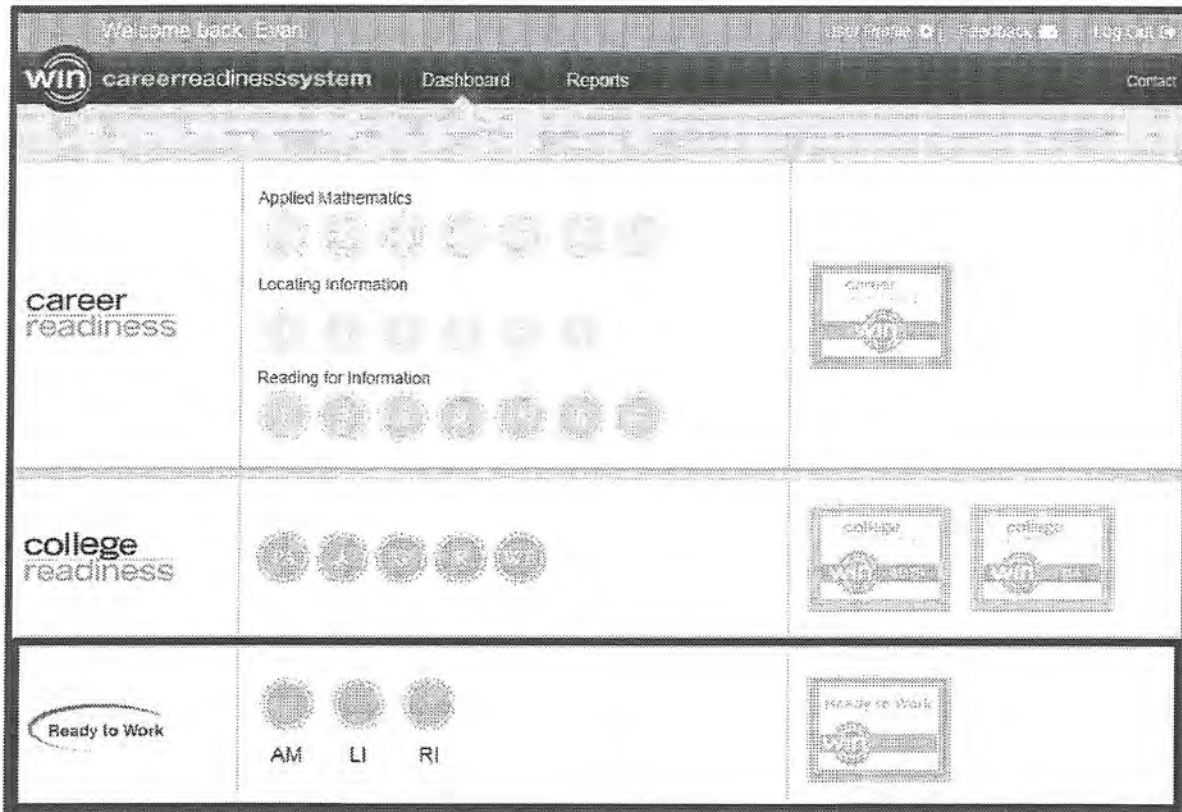 Welcome back, Evan
User Profile | Feedback | Log Out
win careerreadinesssystem Dashboard Reports Contact
Applied Mathematics
Locating Information
career
readiness
career
win
Reading for Information
college
readiness
college
win
college
win
Ready to Work
AM LI RI
Ready to Work
win